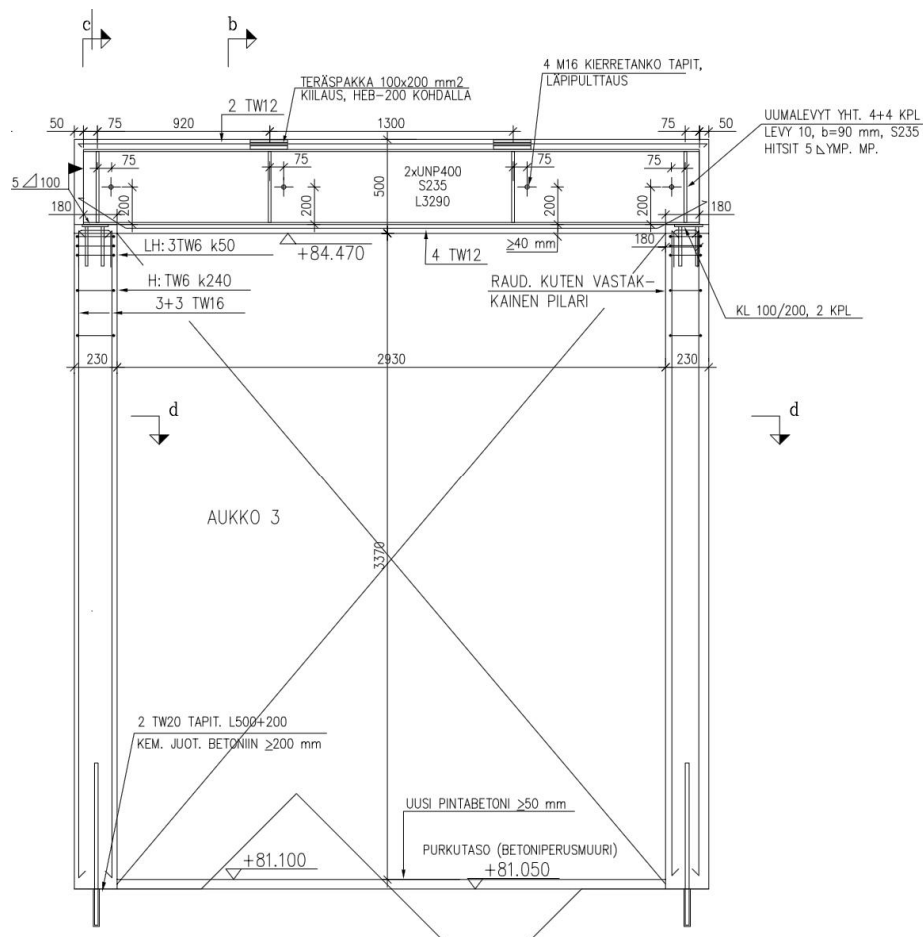 c
b
4 M16 KIERRETANKO TAPIT,
LÄPIPULTTAUS
TERÄSPAKKA 100x200 mm2
KIILAUS, HEB-200 KOHDALLA
2 TW12
UUMALEVYT YHT. 4+4 KPL
LEVY 10, b=90 mm, S235
HITSIT 5 YMP. MP.
50
75
920
1300
75
50
75
75
75
75
2xUNP400
S235
L3290
500
5 100
180
200
200
200
200
180
+84.470
4 TW12
≥40 mm
180
LH: 3TW6 k50
H: TW6 k240
3+3 TW16
RAUD. KUTEN VASTAK-
KAINEN PILARI
KL 100/200, 2 KPL
230
2930
230
d
d
AUKKO 3
3370
2 TW20 TAPIT. L500+200
KEM. JUOT. BETONIIN ≥200 mm
UUSI PINTABETONI ≥50 mm
PURKUTASO (BETONIPERUSMUURI)
+81.100
+81.050